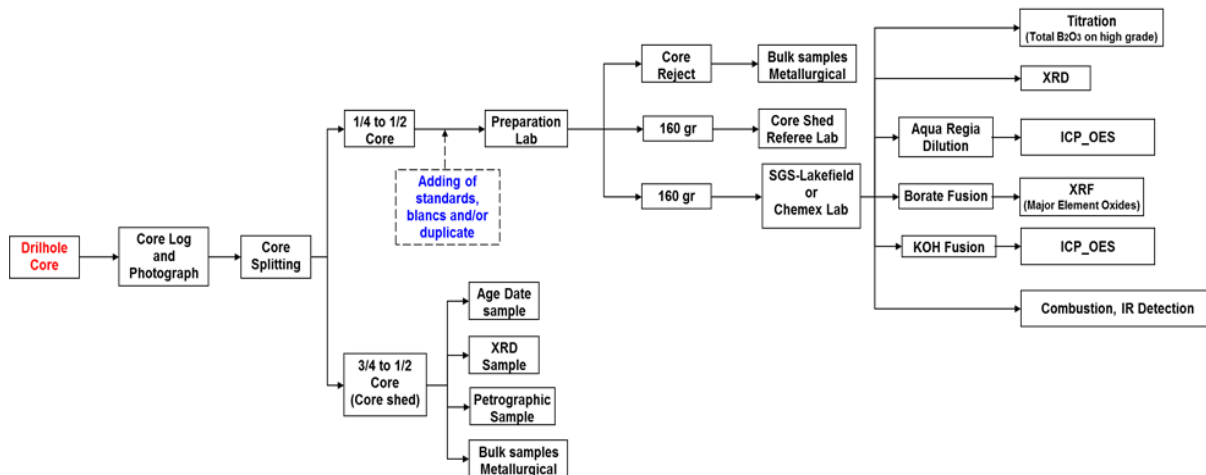 Drilhole
Core
Core Log
and
Photograph
Core
Splitting
1/4 to 1/2
Core
Adding of
standards,
blancs and/or
duplicate
Preparation
Lab
Core
Reject
Bulk samples
Metallurgical
160 gr
Core Shed
Referee Lab
160 gr
SGS-Lakefield
or
Chemex Lab
Titration
(Total B2O3 on high grade)
XRD
Aqua Regia
Dilution
ICP_OES
Borate Fusion
XRF
(Major Element Oxides)
KOH Fusion
ICP_OES
Combustion, IR Detection
3/4 to 1/2
Core
(Core shed)
Age Date
sample
XRD
Sample
Petrographic
Sample
Bulk samples
Metallurgical